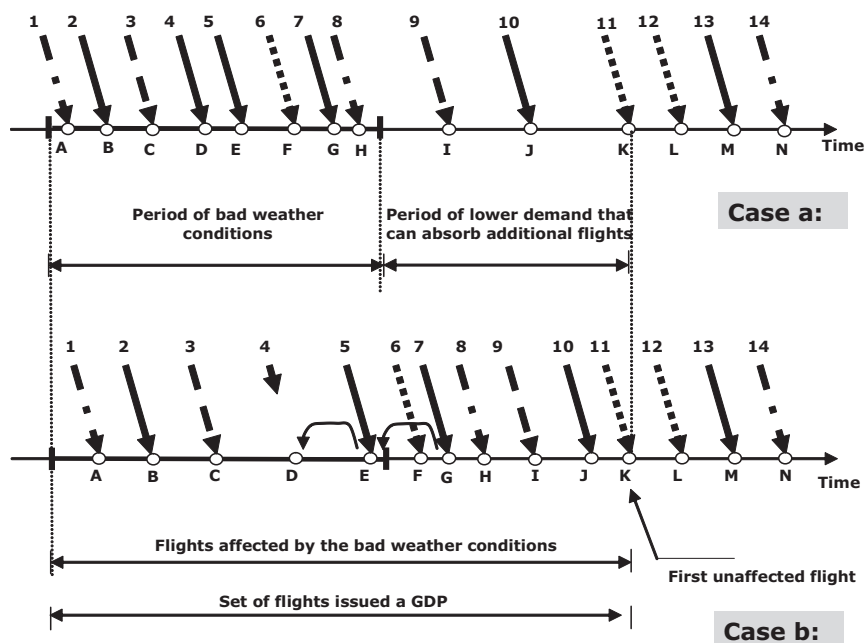 1 2 3 4 5 6 7 8 9 10 11 12 13 14
A B C D E F G H I J K L M N
Time
Case a:
Period of bad weather
conditions
Period of lower demand that
can absorb additional flights
1 2 3 4 5 6 7 8 9 10 11 12 13 14
A B C D E F G H I J K L M N
Time
Flights affected by the bad weather conditions
First unaffected flight
Set of flights issued a GDP
Case b: